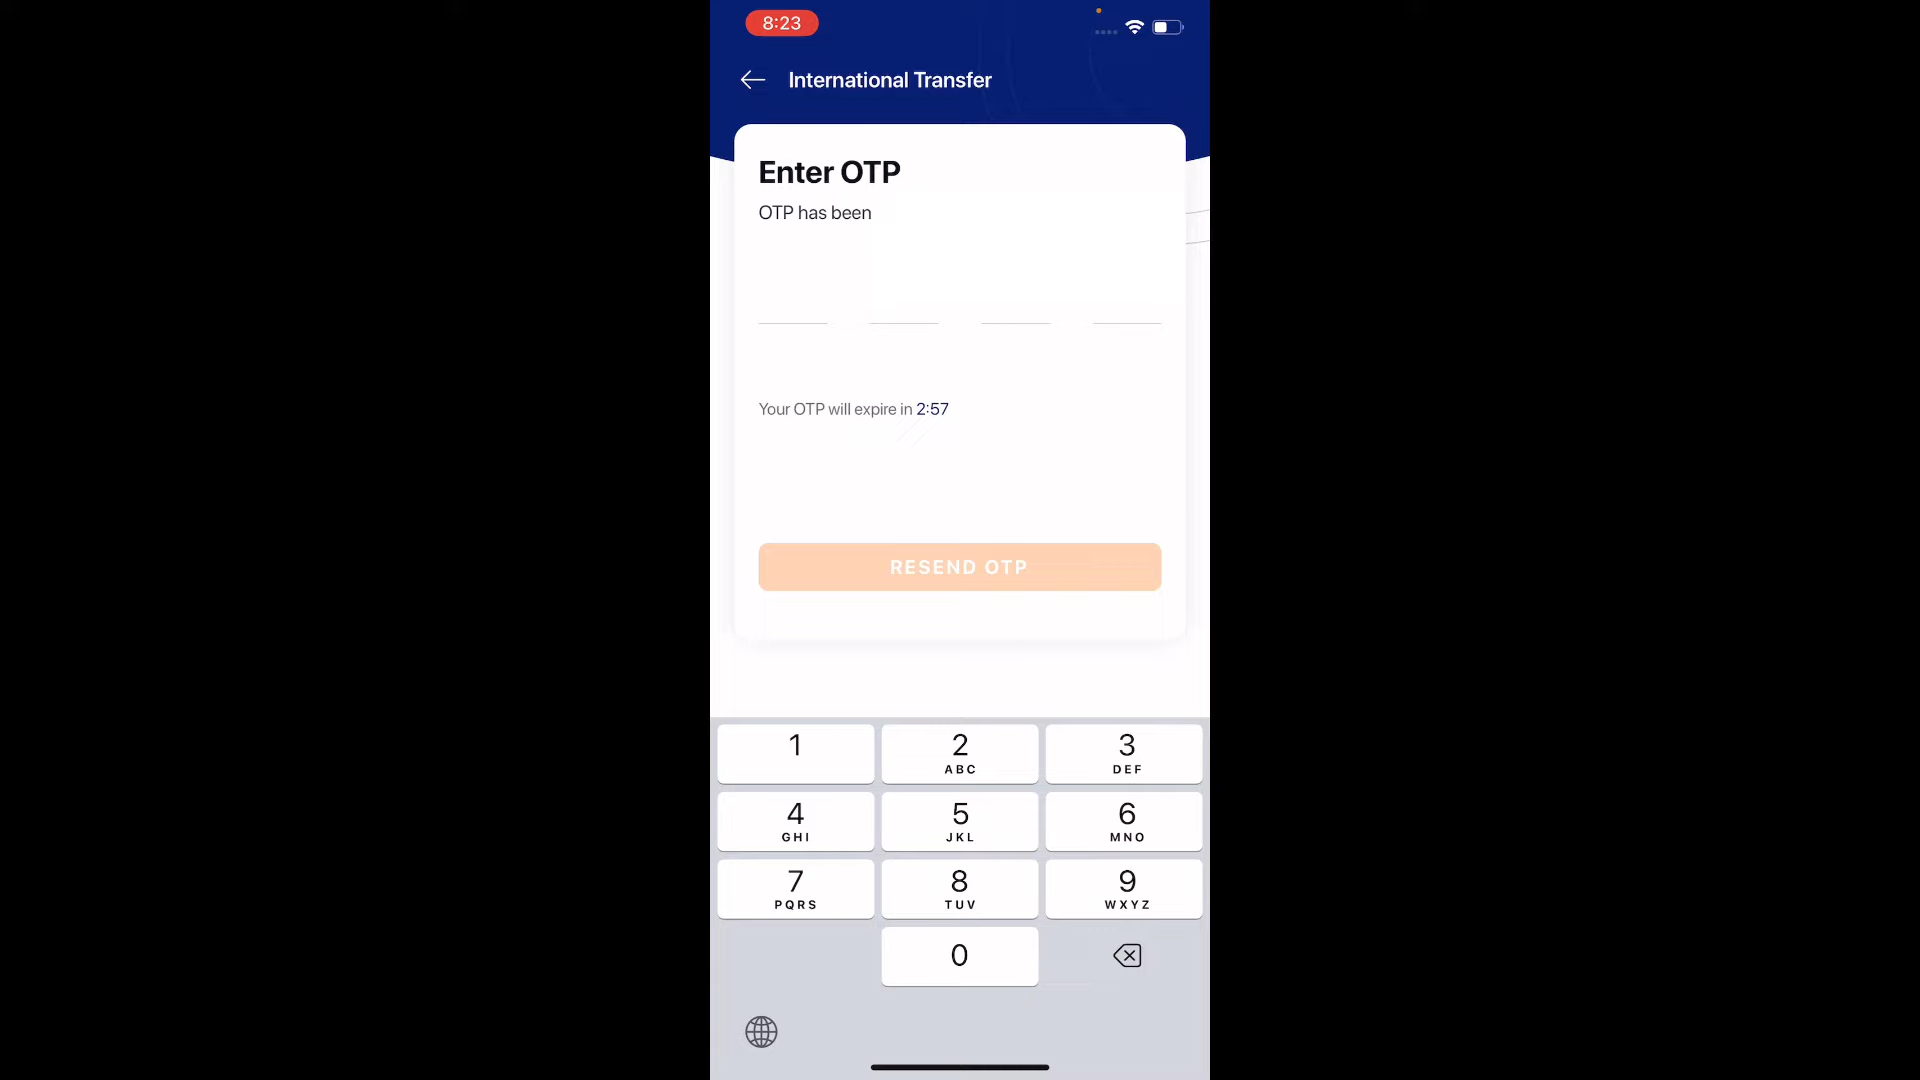 8:23
International Transfer
Enter OTP
OTP has been
Your OTP will expire in 2:57
RESEND OTP
1 2 3
ABC DEF
4 5 6
GHI JKL MNO
7 8 9
PQRS TUV WXYZ
0